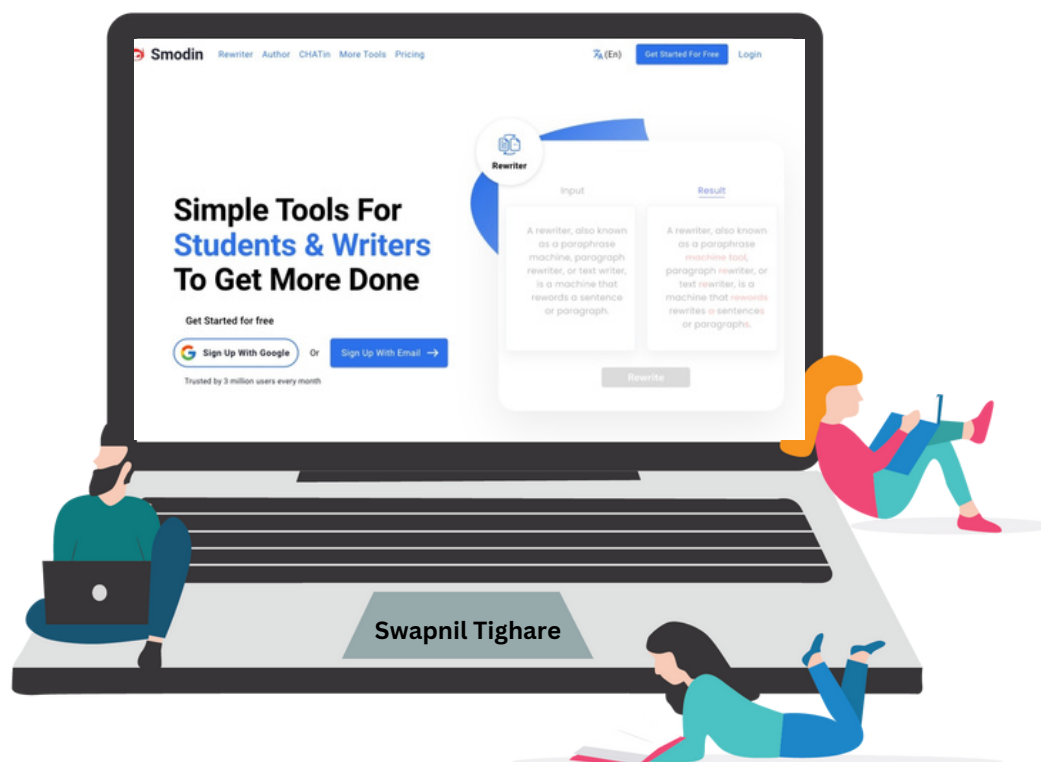 Smodin Rewriter Author CHATin More Tools Pricing (En) Get Started For Free Login
Rewriter
Input Result
Simple Tools For
Students & Writers
To Get More Done
A rewriter, also known
as a paraphrase
machine, paragraph
rewriter, or text writer,
is a machine that
rewords a sentence
or paragraph.
A rewriter, also known
as a paraphrase
machine tool,
paragraph rewriter, or
text rewriter, is a
machine that rewords
rewrites a sentences
or paragraphs.
Get Started for free
Sign Up With Google Or Sign Up With Email →
Trusted by 3 million users every month
Rewrite
Swapnil Tighare